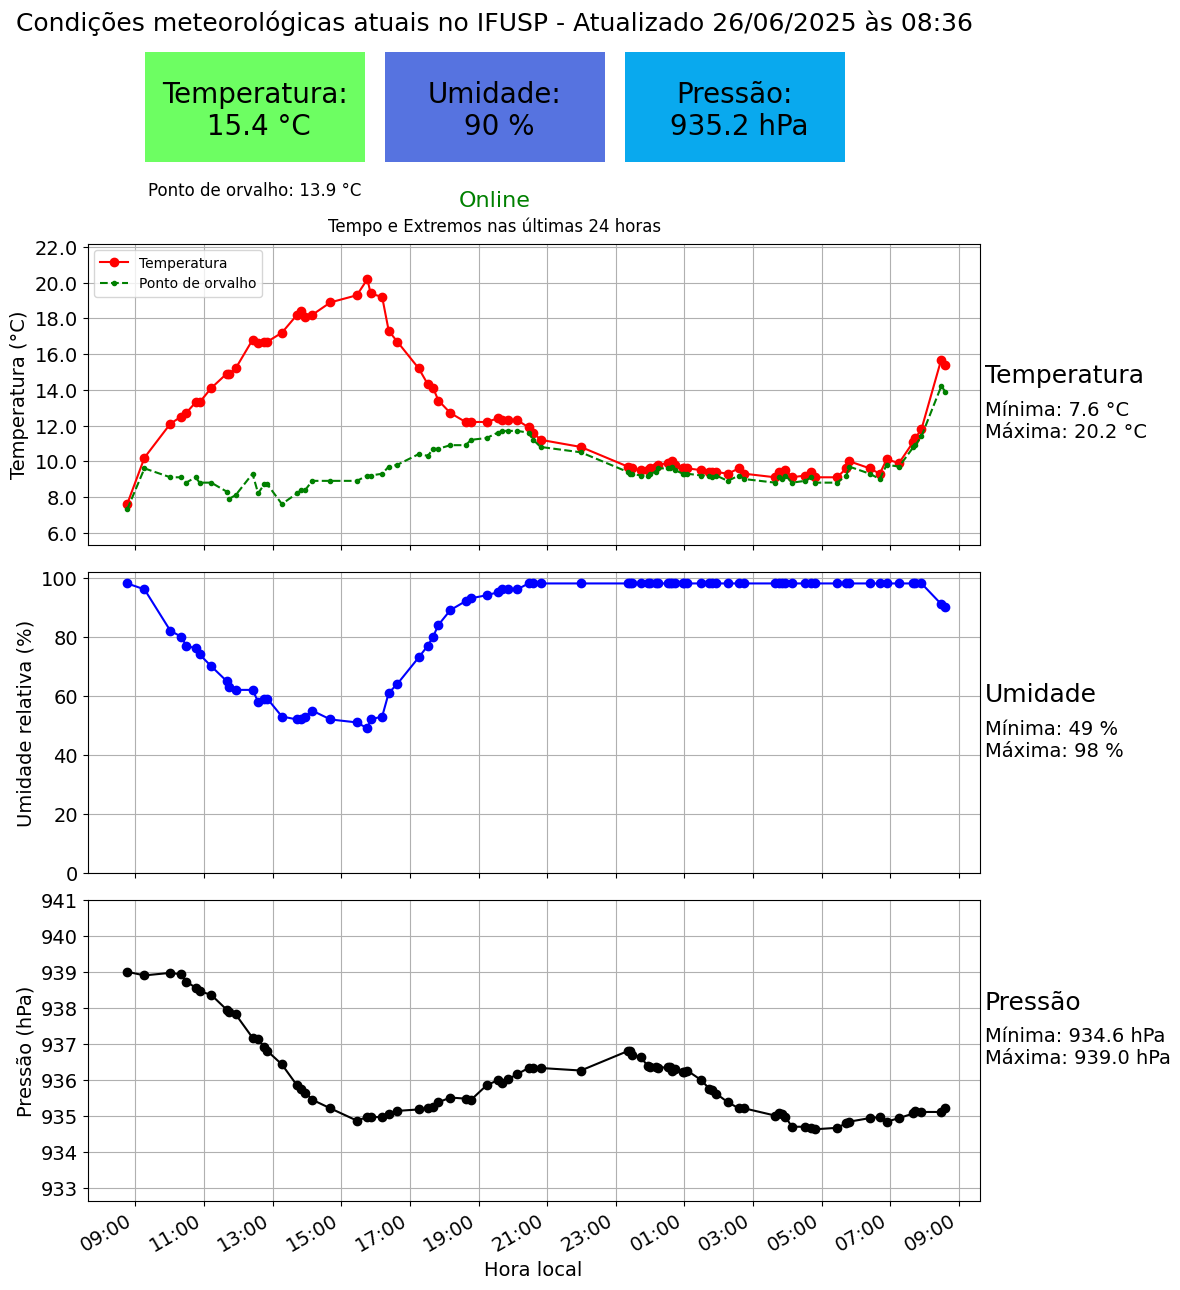 Condições meteorológicas atuais no IFUSP - Atualizado 26/06/2025 às 08:36
Temperatura:
15.4 °C
Umidade:
90 %
Pressão:
935.2 hPa
Ponto de orvalho: 13.9 °C
Online
Tempo e Extremos nas últimas 24 horas
Temperatura (°C)
22.0
20.0
18.0
16.0
14.0
12.0
10.0
8.0
6.0
Temperatura
Ponto de orvalho
Temperatura
Mínima: 7.6 °C
Máxima: 20.2 °C
Umidade relativa (%)
100
80
60
40
20
0
Umidade
Mínima: 49 %
Máxima: 98 %
Pressão (hPa)
941
940
939
938
937
936
935
934
933
Pressão
Mínima: 934.6 hPa
Máxima: 939.0 hPa
09:00
11:00
13:00
15:00
17:00
19:00
21:00
23:00
01:00
03:00
05:00
07:00
09:00
Hora local